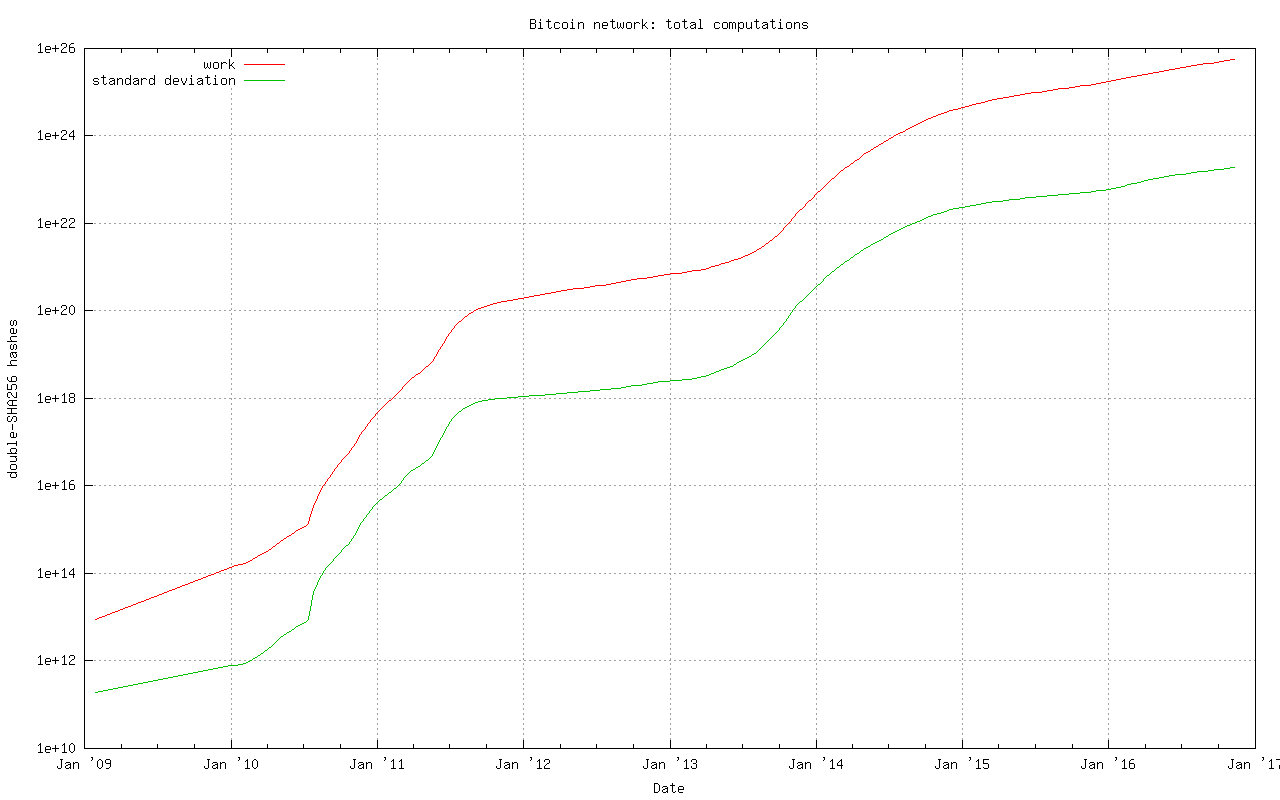 Bitcoin network: total computations
1e+26
work
standard deviation
1e+24
1e+22
1e+20
double-SHA256 hashes
1e+18
1e+16
1e+14
1e+12
1e+10
Jan '09 Jan '10 Jan '11 Jan '12 Jan '13 Jan '14 Jan '15 Jan '16 Jan '17
Date